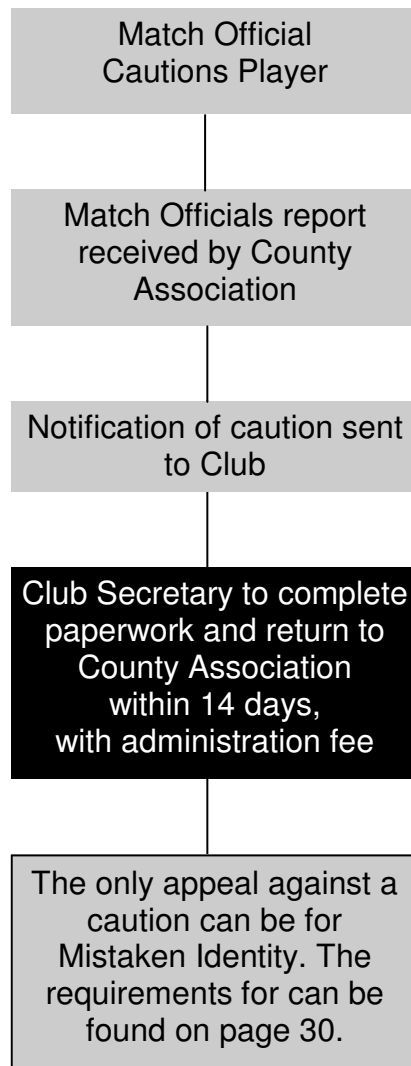 Match Official
Cautions Player
Match Officials report
received by County
Association
Notification of caution sent
to Club
Club Secretary to complete
paperwork and return to
County Association
within 14 days,
with administration fee
The only appeal against a
caution can be for
Mistaken Identity. The
requirements for can be
found on page 30.